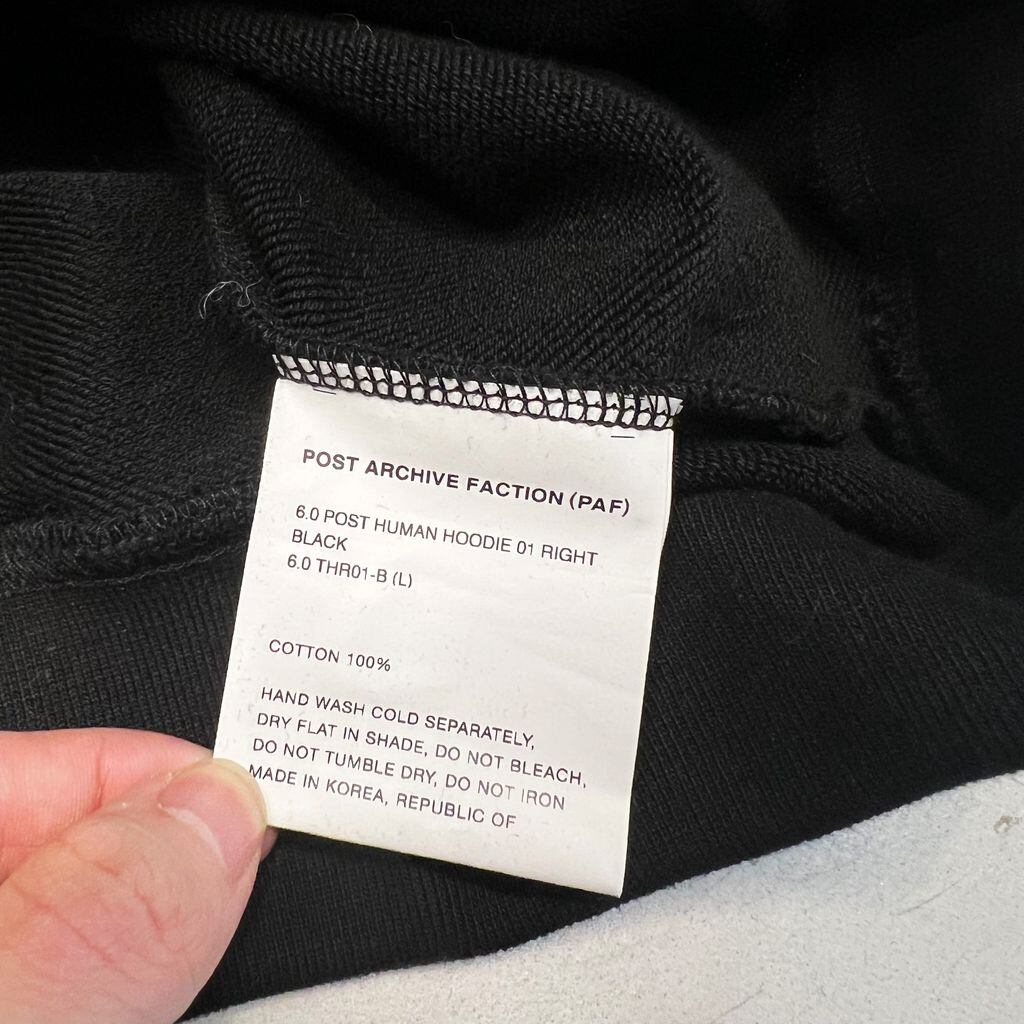 POST ARCHIVE FACTION (PAF)
6.0 POST HUMAN HOODIE 01 RIGHT
BLACK
6.0 THR01-B (L)
COTTON 100%
HAND WASH COLD SEPARATELY,
DRY FLAT IN SHADE, DO NOT BLEACH,
DO NOT TUMBLE DRY, DO NOT IRON
MADE IN KOREA, REPUBLIC OF